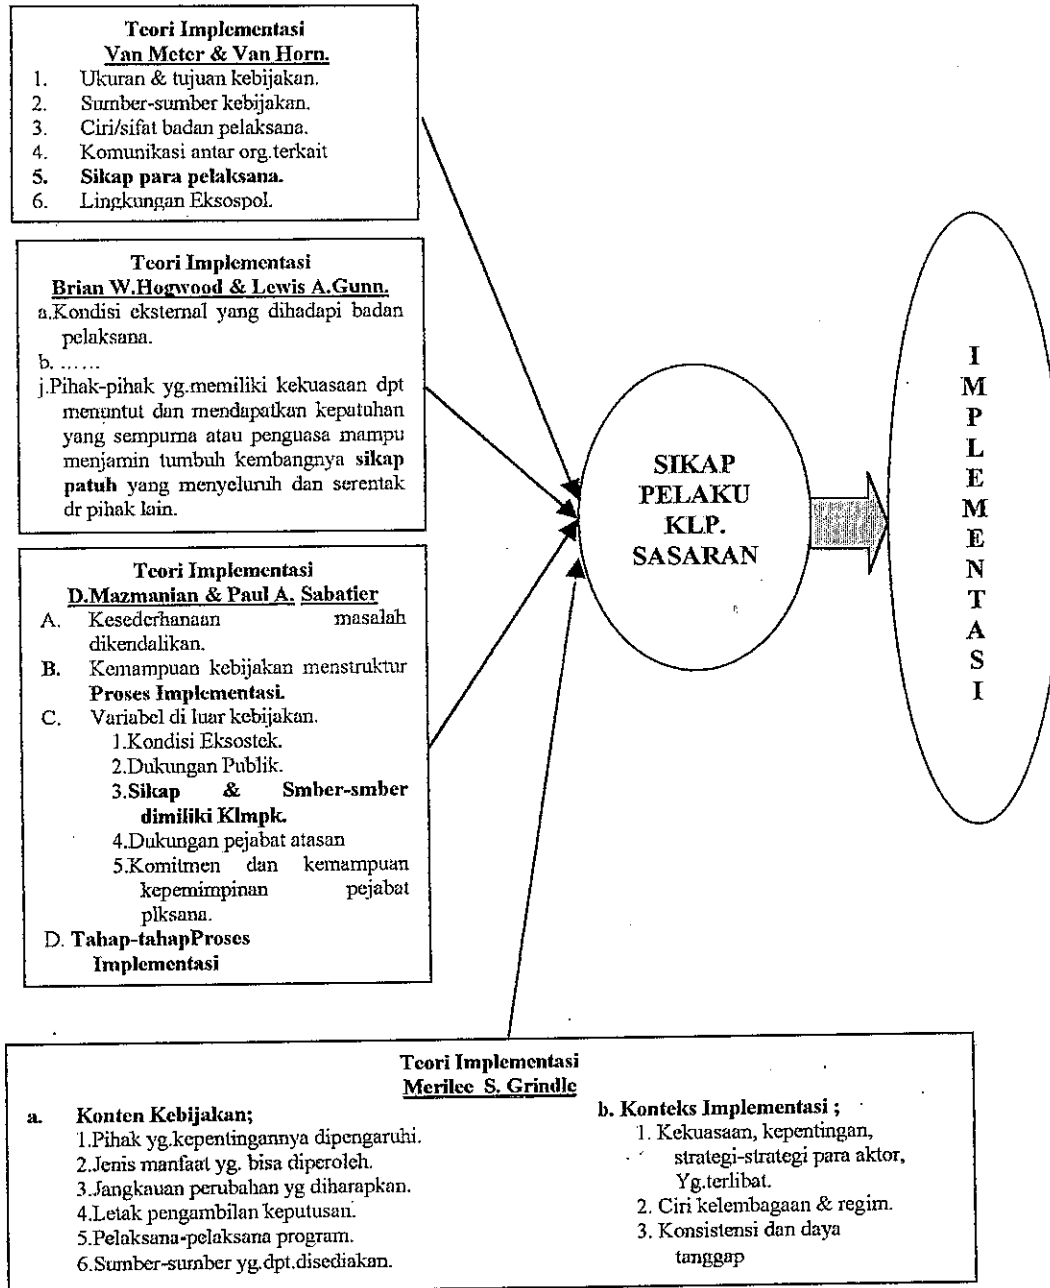 Teori Implementasi
Van Meter & Van Horn.
1. Ukuran & tujuan kebijakan.
2. Sumber-sumber kebijakan.
3. Ciri/sifat badan pelaksana.
4. Komunikasi antar org.terkait
5. Sikap para pelaksana.
6. Lingkungan Eksospol.
Teori Implementasi
Brian W.Hogwood & Lewis A.Gunn.
a.Kondisi eksternal yang dihadapi badan
pelaksana.
b. ......
j.Pihak-pihak yg.memiliki kekuasaan dpt
menuntut dan mendapatkan kepatuhan
yang sempurna atau penguasa mampu
menjamin tumbuh kembangnya sikap
patuh yang menyeluruh dan serentak
dr pihak lain.
Teori Implementasi
D.Mazmanian & Paul A. Sabatier
A. Kesederhanaan masalah
dikendalikan.
B. Kemampuan kebijakan menstruktur
Proses Implementasi.
C. Variabel di luar kebijakan.
1.Kondisi Eksostek.
2.Dukungan Publik.
3.Sikap & Smber-smber
dimiliki Klmpk.
4.Dukungan pejabat atasan
5.Komitmen dan kemampuan
kepemimpinan pejabat
plksana.
D. Tahap-tahapProses
Implementasi
SIKAP
PELAKU
KLP.
SASARAN
I
M
P
L
E
M
E
N
T
A
S
I
Teori Implementasi
Merilee S. Grindle
a. Konten Kebijakan;
1.Pihak yg.kepentingannya dipengaruhi.
2.Jenis manfaat yg. bisa diperoleh.
3.Jangkauan perubahan yg diharapkan.
4.Letak pengambilan keputusan.
5.Pelaksana-pelaksana program.
6.Sumber-sumber yg.dpt.disediakan.
b. Konteks Implementasi ;
1. Kekuasaan, kepentingan,
strategi-strategi para aktor,
Yg.terlibat.
2. Ciri kelembagaan & regim.
3. Konsistensi dan daya
tanggap